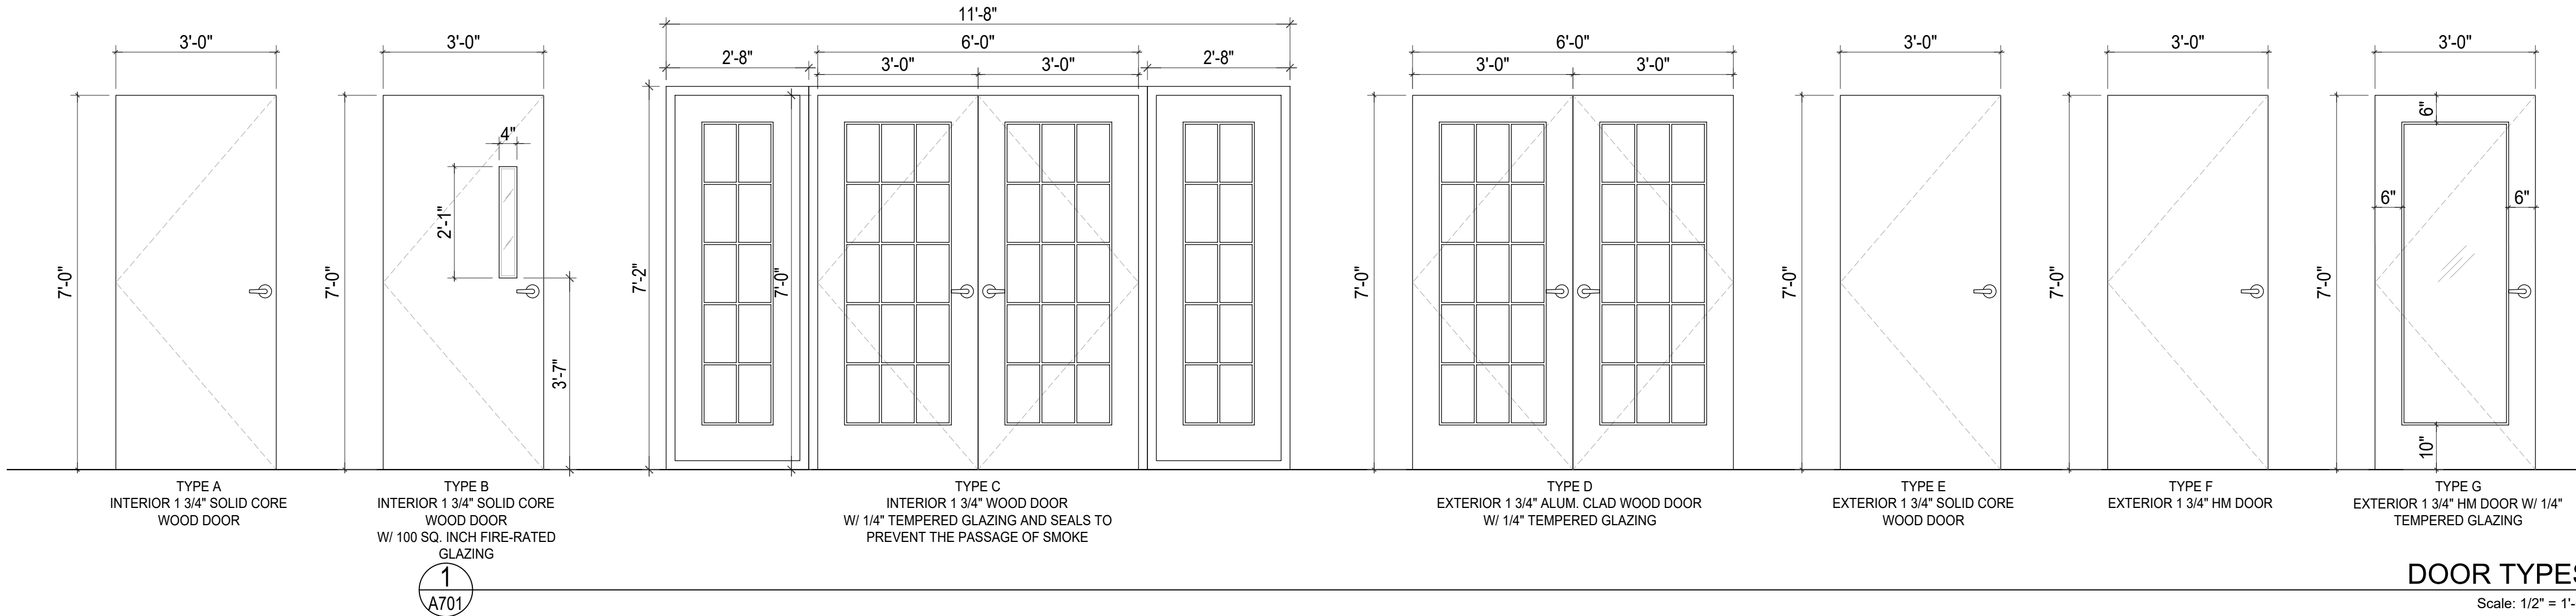 11'-8"
3'-0"
3'-0"
6'-0"
6'-0"
3'-0"
3'-0"
3'-0"
2'-8"
3'-0"
3'-0"
2'-8"
3'-0"
3'-0"
4"
2'-1"
6"
6"
6"
7'-0"
7'-0"
7'-2"
7'-0"
7'-0"
7'-0"
7'-0"
7'-0"
3'-7"
10"
TYPE A
INTERIOR 1 3/4" SOLID CORE
WOOD DOOR
TYPE B
INTERIOR 1 3/4" SOLID CORE
WOOD DOOR
W/ 100 SQ. INCH FIRE-RATED
GLAZING
TYPE C
INTERIOR 1 3/4" WOOD DOOR
W/ 1/4" TEMPERED GLAZING AND SEALS TO
PREVENT THE PASSAGE OF SMOKE
TYPE D
EXTERIOR 1 3/4" ALUM. CLAD WOOD DOOR
W/ 1/4" TEMPERED GLAZING
TYPE E
EXTERIOR 1 3/4" SOLID CORE
WOOD DOOR
TYPE F
EXTERIOR 1 3/4" HM DOOR
TYPE G
EXTERIOR 1 3/4" HM DOOR W/ 1/4"
TEMPERED GLAZING
1
A701
DOOR TYPES
Scale: 1/2" = 1'-